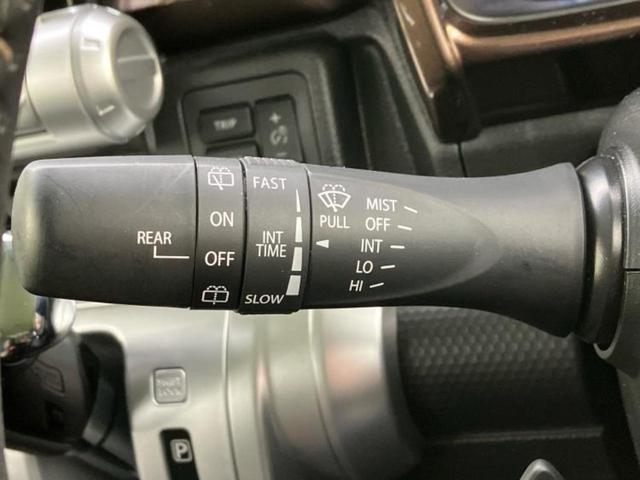 TRIP
+
FAST
ON
REAR
OFF
INT
TIME
SLOW
PULL
MIST
OFF
INT
LO
HI
P